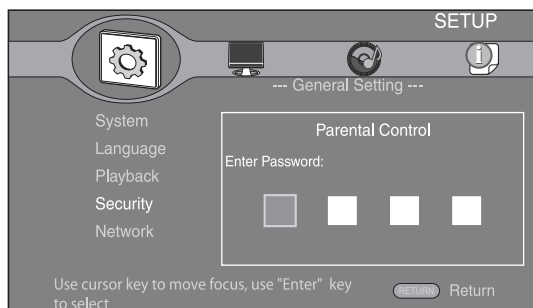 SETUP
--- General Setting ---
System
Language
Playback
Security
Network
Parental Control
Enter Password:
Use cursor key to move focus, use "Enter" key
to select
RETURN Return